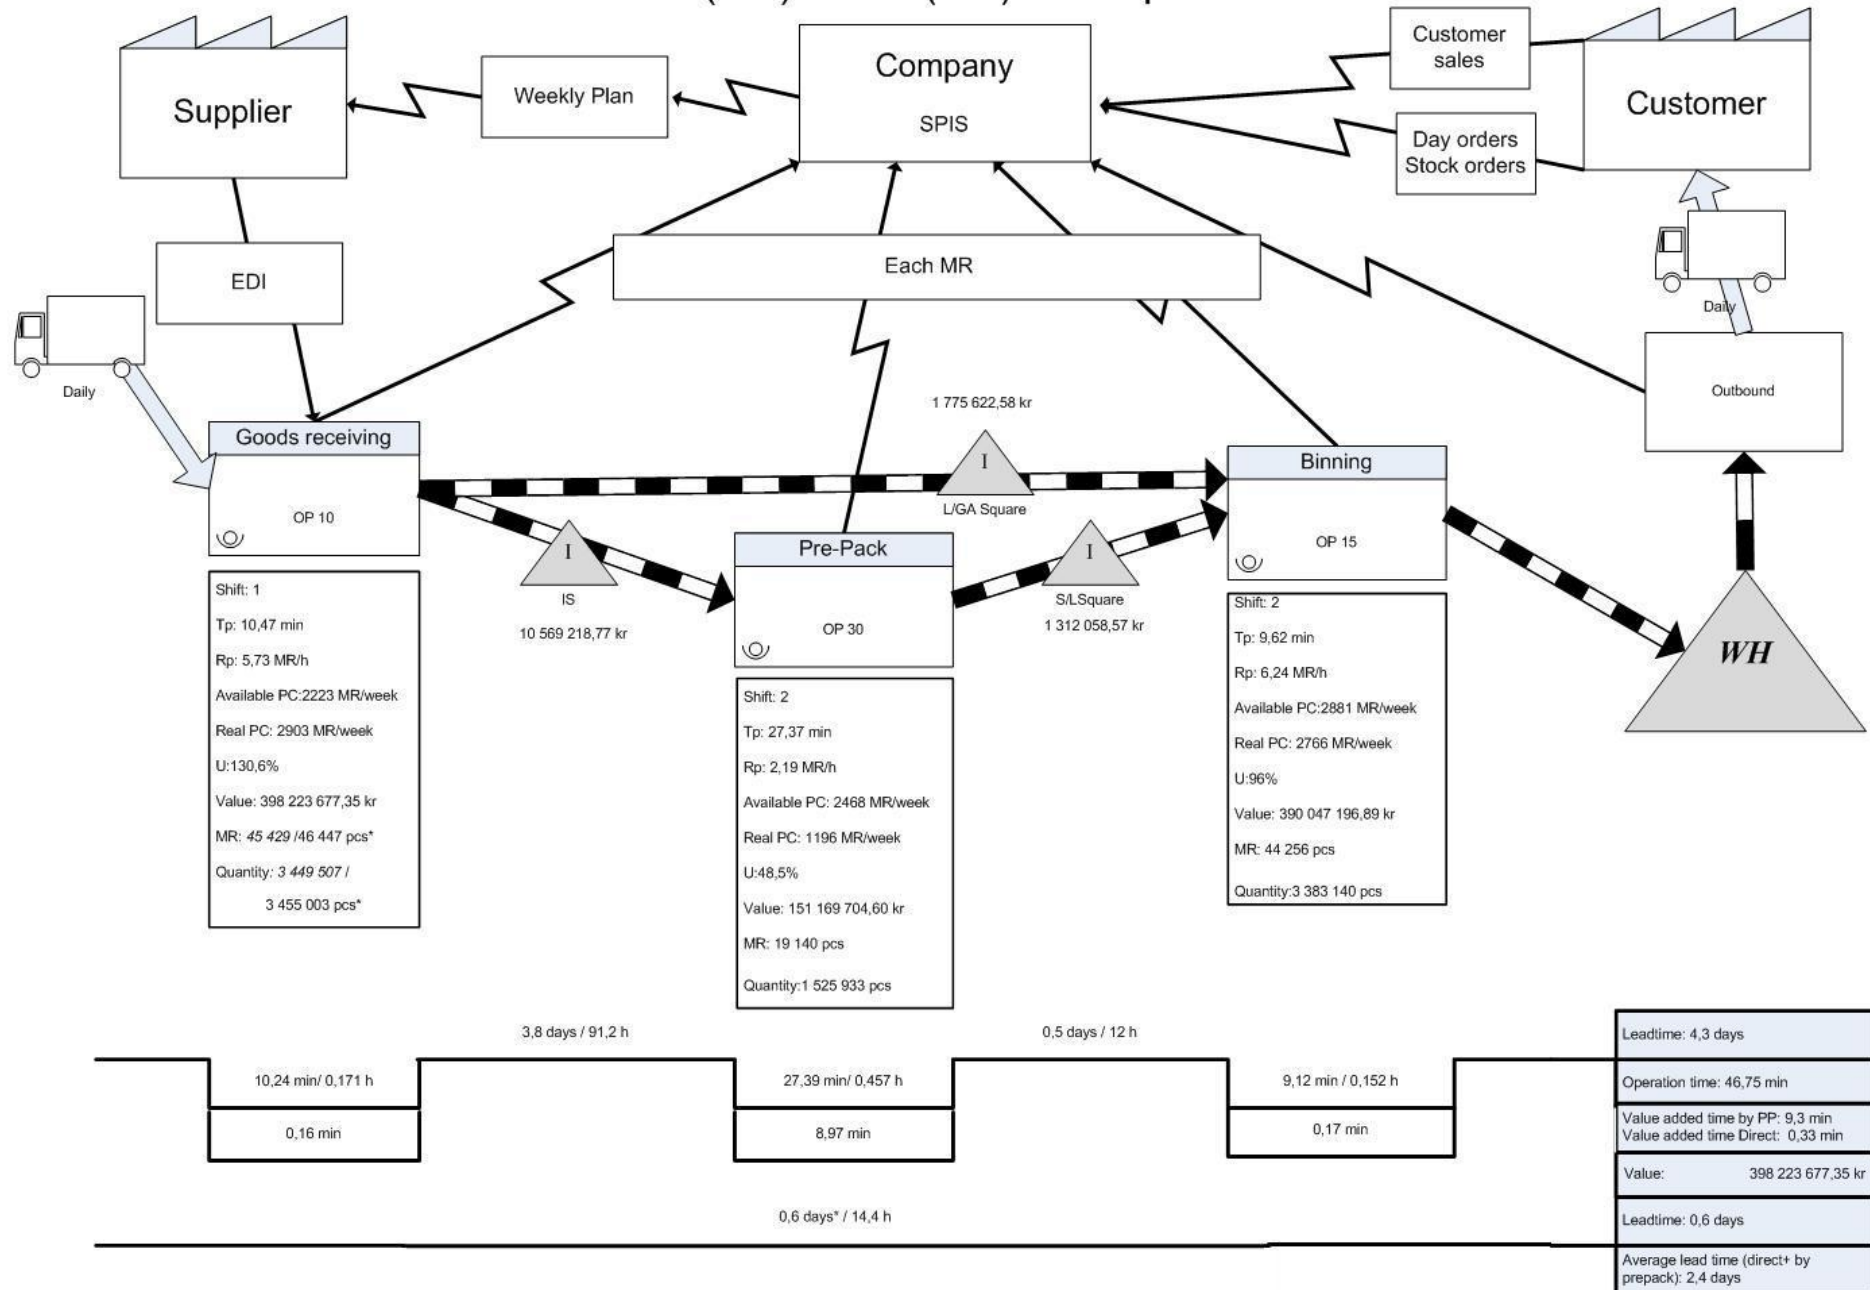 Supplier
Weekly Plan
Company
SPIS
Customer
sales
Customer
Day orders
Stock orders
EDI
Each MR
Daily
Daily
Outbound
1 775 622,58 kr
Goods receiving
OP 10
I
L/GA Square
Binning
OP 15
I
IS
10 569 218,77 kr
Pre-Pack
OP 30
I
S/LSquare
1 312 058,57 kr
WH
Shift: 1
Tp: 10,47 min
Rp: 5,73 MR/h
Available PC:2223 MR/week
Real PC: 2903 MR/week
U:130,6%
Value: 398 223 677,35 kr
MR: 45 429 /46 447 pcs*
Quantity: 3 449 507 /
3 455 003 pcs*
Shift: 2
Tp: 27,37 min
Rp: 2,19 MR/h
Available PC: 2468 MR/week
Real PC: 1196 MR/week
U:48,5%
Value: 151 169 704,60 kr
MR: 19 140 pcs
Quantity:1 525 933 pcs
Shift: 2
Tp: 9,62 min
Rp: 6,24 MR/h
Available PC:2881 MR/week
Real PC: 2766 MR/week
U:96%
Value: 390 047 196,89 kr
MR: 44 256 pcs
Quantity:3 383 140 pcs
3,8 days / 91,2 h
0,5 days / 12 h
10,24 min/ 0,171 h
27,39 min/ 0,457 h
9,12 min / 0,152 h
0,16 min
8,97 min
0,17 min
0,6 days* / 14,4 h
Leadtime: 4,3 days
Operation time: 46,75 min
Value added time by PP: 9,3 min
Value added time Direct: 0,33 min
Value: 398 223 677,35 kr
Leadtime: 0,6 days
Average lead time (direct+ by
prepack): 2,4 days